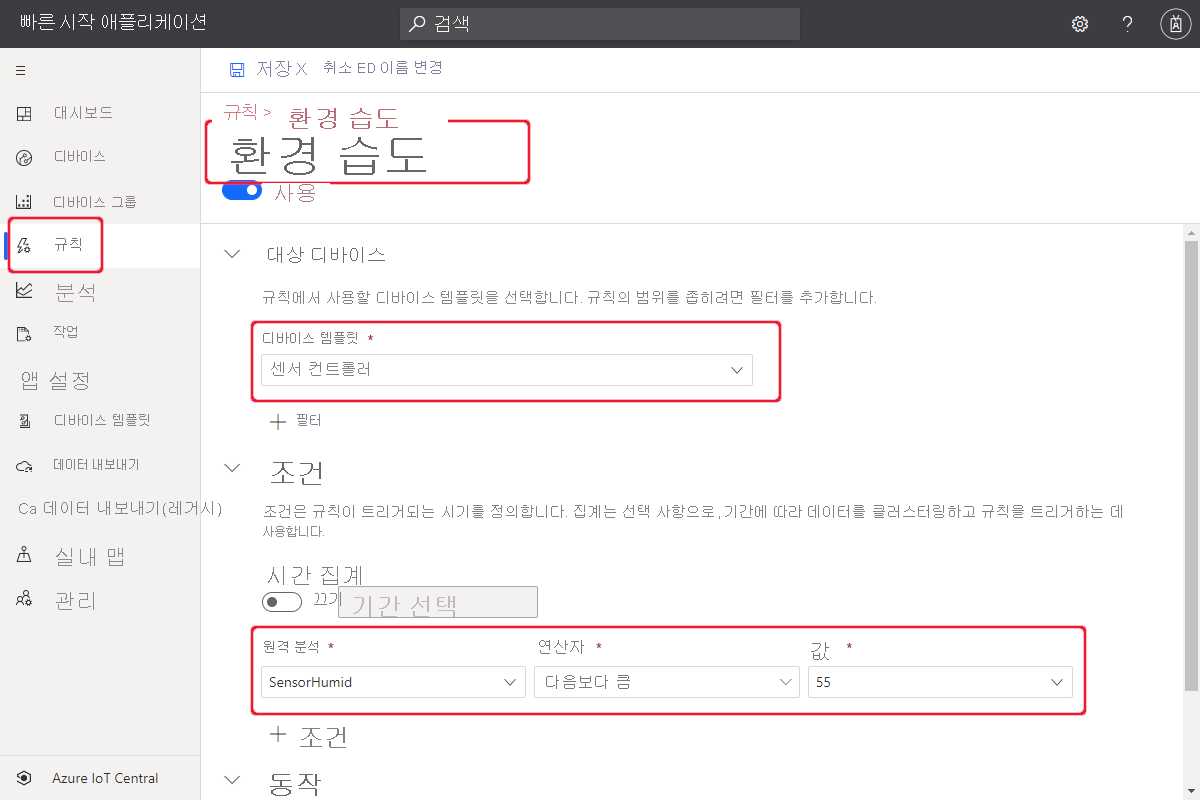 빠른 시작 애플리케이션
검색
저장X 취소 ED 이름 변경
대시보드
디바이스
디바이스 그룹
규칙
분석
작업
앱 설정
디바이스 템플릿
데이터 내보내기
Ca 데이터 내보내기(레거시)
실내 맵
관리
Azure IoT Central
규칙 > 환경 습도
환경 습도
사용
대상 디바이스
규칙에서 사용할 디바이스 템플릿을 선택합니다. 규칙의 범위를 좁히려면 필터를 추가합니다.
디바이스 템플릿 *
센서 컨트롤러
필터
조건
조건은 규칙이 트리거되는 시기를 정의합니다. 집계는 선택 사항으로,기간에 따라 데이터를 클러스터링하고 규칙을 트리거하는 데
사용합니다.
시간 집계
끄기 기간 선택
원격 분석 * 연산자 * 값 *
SensorHumid 다음보다 큼 55
조건
동작